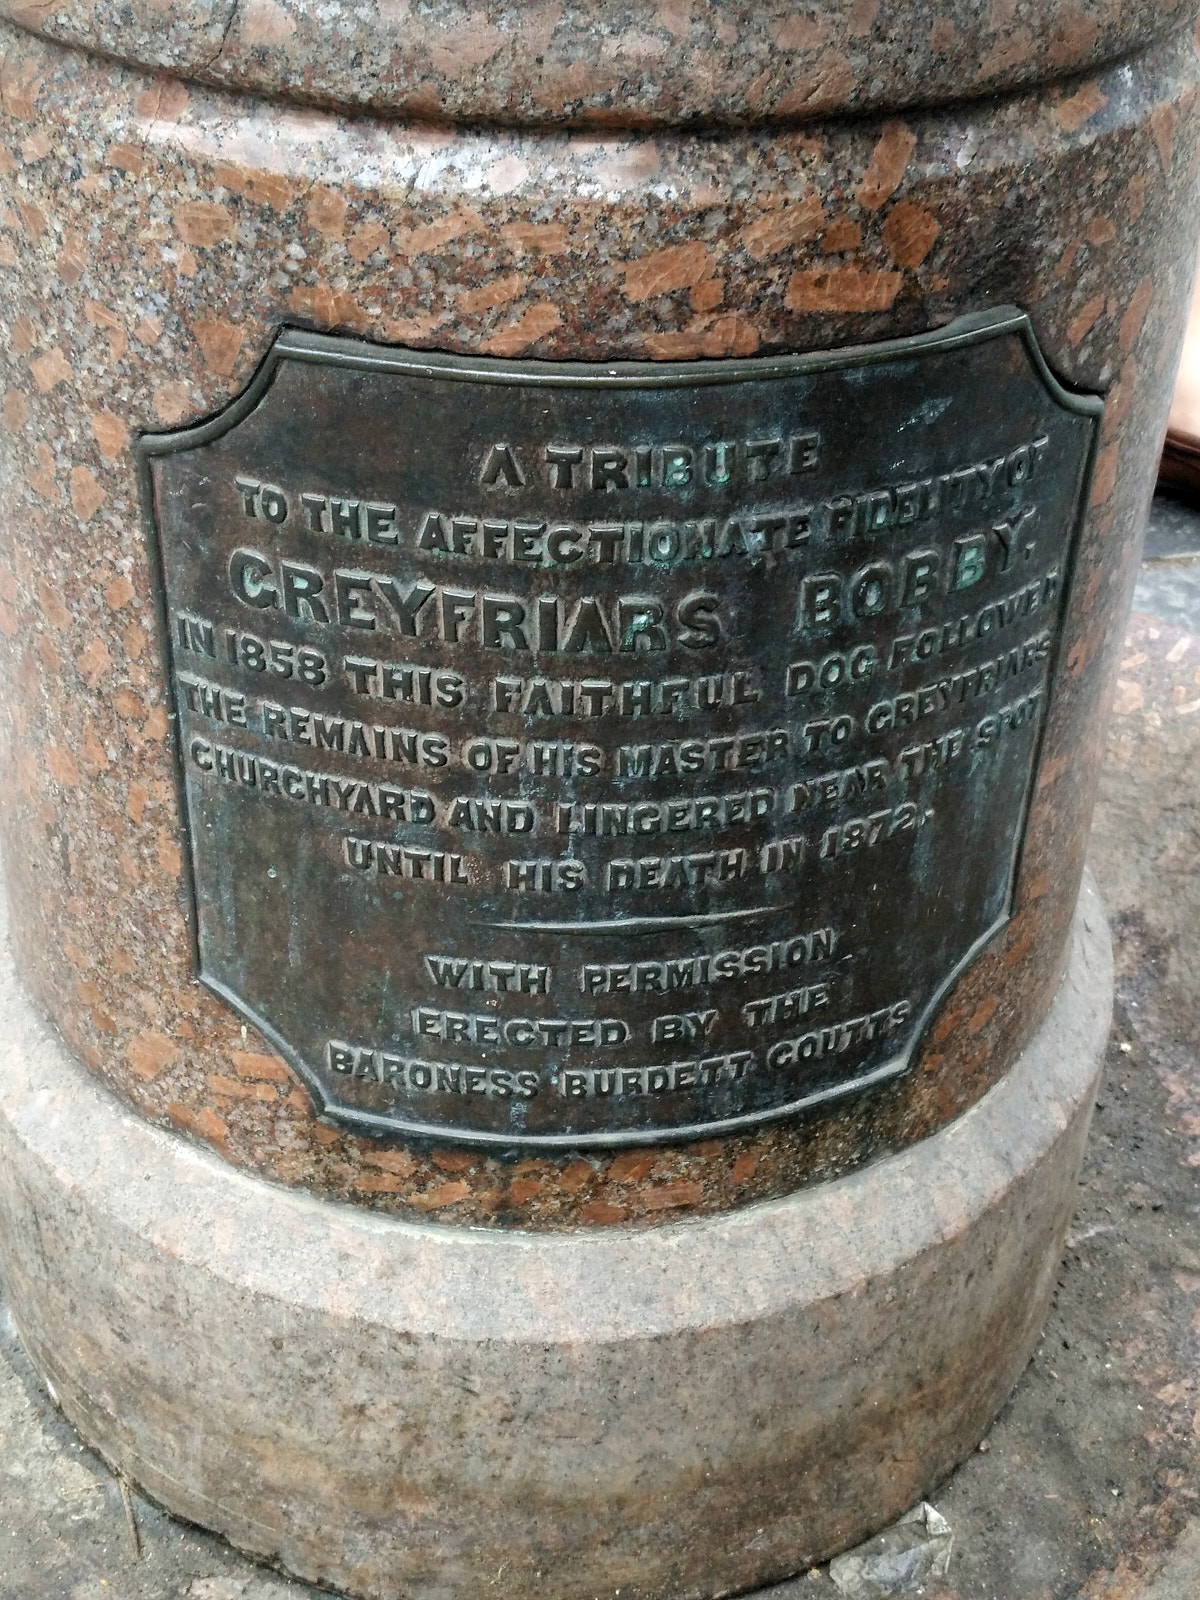 A TRIBUTE
TO THE AFFECTIONATE FIDELITY OF
GREYFRIARS BOBBY.
IN 1858 THIS FAITHFUL DOG FOLLOWED
THE REMAINS OF HIS MASTER TO GREYFRIARS
CHURCHYARD AND LINGERED NEAR THE SPOT
UNTIL HIS DEATH IN 1872.
WITH PERMISSION
ERECTED BY THE
BARONESS BURDETT COUTTS